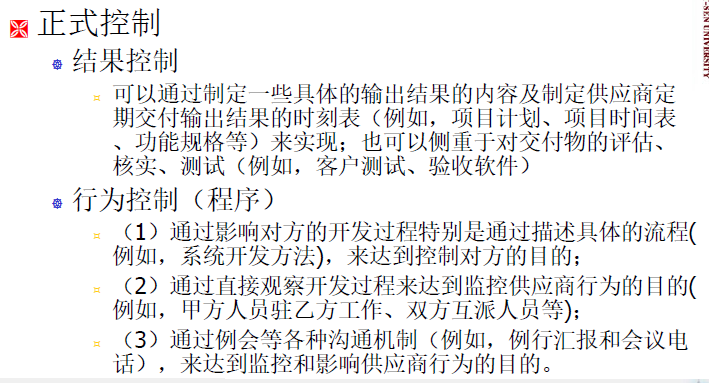 正式控制
结果控制
可以通过制定一些具体的输出结果的内容及制定供应商定
期交付输出结果的时刻表（例如，项目计划、项目时间表
、功能规格等）来实现；也可以侧重于对交付物的评估、
核实、测试（例如，客户测试、验收软件）
行为控制（程序）
（1）通过影响对方的开发过程特别是通过描述具体的流程(
例如，系统开发方法)，来达到控制对方的目的；
（2）通过直接观察开发过程来达到监控供应商行为的目的(
例如，甲方人员驻乙方工作、双方互派人员等)；
（3）通过例会等各种沟通机制（例如，例行汇报和会议电
话），来达到监控和影响供应商行为的目的。
-SEN UNIVERSITY